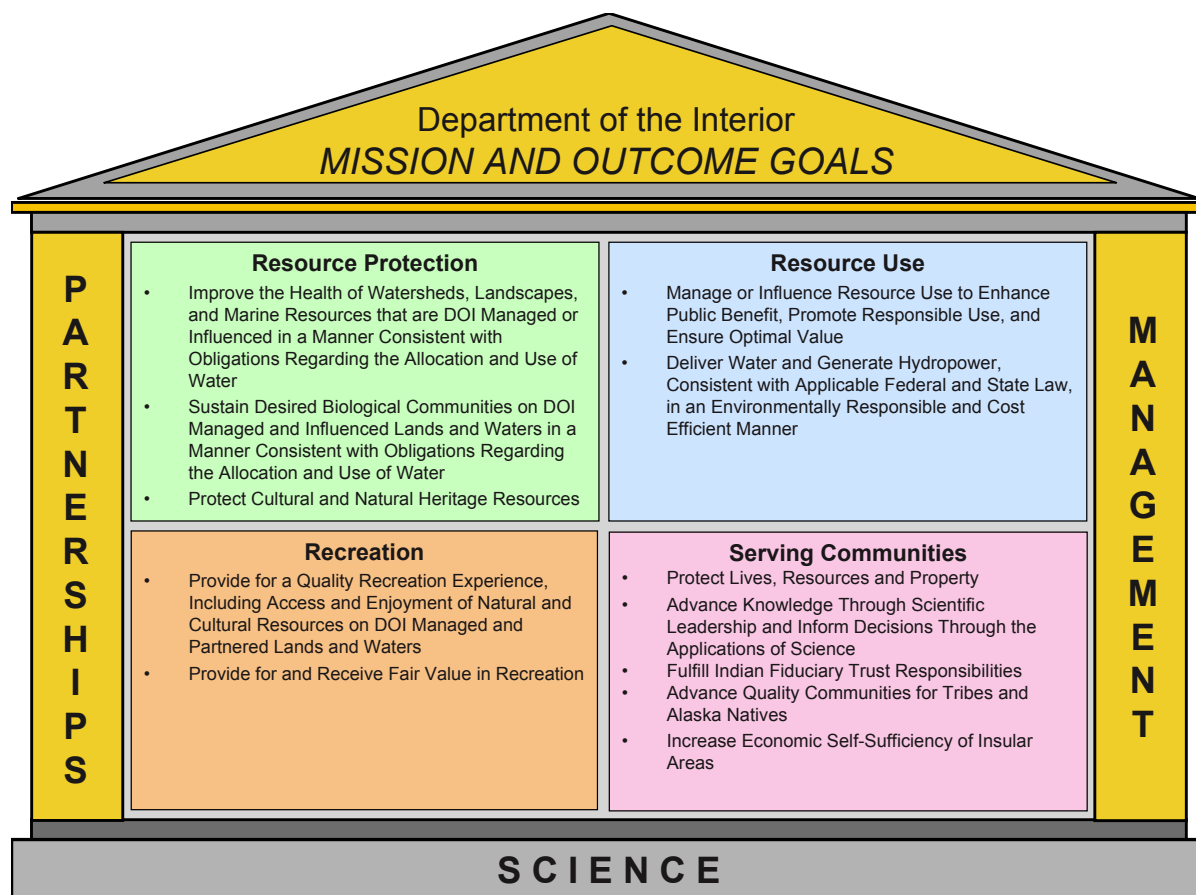 Department of the Interior
MISSION AND OUTCOME GOALS
PARTNERSHIPS
Resource Protection
• Improve the Health of Watersheds, Landscapes,
and Marine Resources that are DOI Managed or
Influenced in a Manner Consistent with
Obligations Regarding the Allocation and Use of
Water
• Sustain Desired Biological Communities on DOI
Managed and Influenced Lands and Waters in a
Manner Consistent with Obligations Regarding
the Allocation and Use of Water
• Protect Cultural and Natural Heritage Resources
Resource Use
• Manage or Influence Resource Use to Enhance
Public Benefit, Promote Responsible Use, and
Ensure Optimal Value
• Deliver Water and Generate Hydropower,
Consistent with Applicable Federal and State Law,
in an Environmentally Responsible and Cost
Efficient Manner
Recreation
• Provide for a Quality Recreation Experience,
Including Access and Enjoyment of Natural and
Cultural Resources on DOI Managed and
Partnered Lands and Waters
• Provide for and Receive Fair Value in Recreation
Serving Communities
• Protect Lives, Resources and Property
• Advance Knowledge Through Scientific
Leadership and Inform Decisions Through the
Applications of Science
• Fulfill Indian Fiduciary Trust Responsibilities
• Advance Quality Communities for Tribes and
Alaska Natives
• Increase Economic Self-Sufficiency of Insular
Areas
MANAGEMENT
SCIENCE